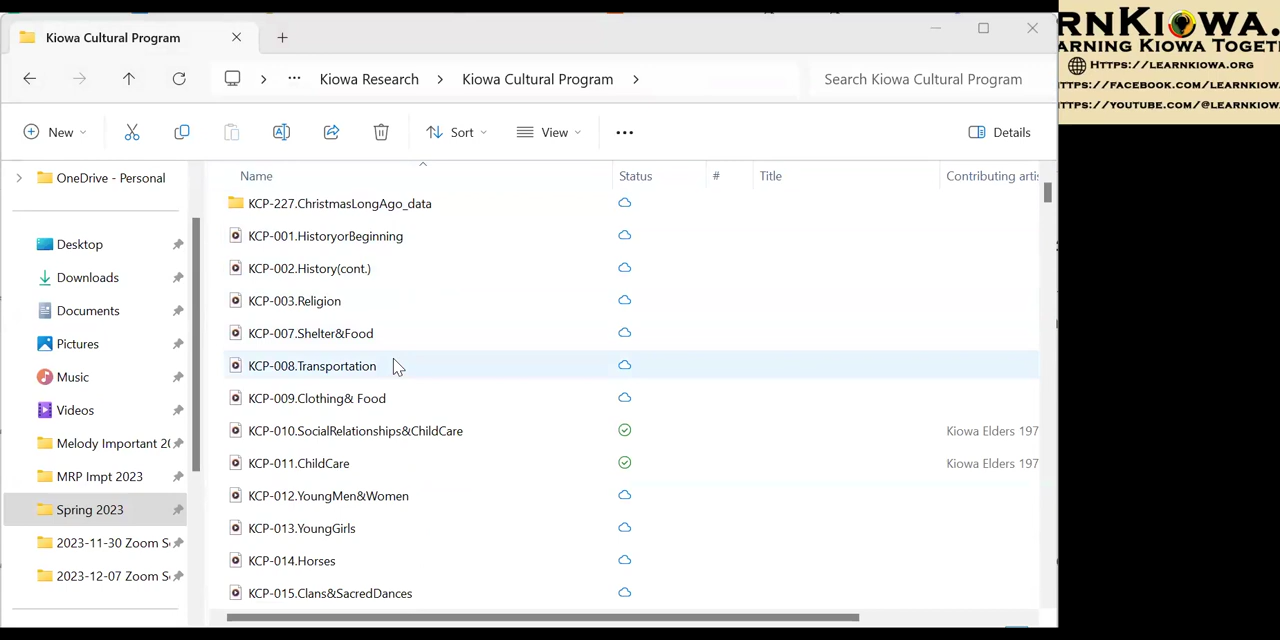 Kiowa Cultural Program
Kiowa Research
Kiowa Cultural Program
Search Kiowa Cultural Program
New
Sort
View
Details
OneDrive - Personal
Desktop
Downloads
Documents
Pictures
Music
Videos
Melody Important 20
MRP Impt 2023
Spring 2023
2023-11-30 Zoom S
2023-12-07 Zoom S
Name
Status
#
Title
Contributing artis
KCP-227.ChristmasLongAgo_data
KCP-001.HistoryorBeginning
KCP-002.History(cont.)
KCP-003.Religion
KCP-007.Shelter&Food
KCP-008.Transportation
KCP-009.Clothing& Food
KCP-010.SocialRelationships&ChildCare
Kiowa Elders 197
KCP-011.ChildCare
Kiowa Elders 197
KCP-012.YoungMen&Women
KCP-013.YoungGirls
KCP-014.Horses
KCP-015.Clans&SacredDances
RNKIOWA.
ARNING KIOWA TOGET
HTTPS://LEARNKIOWA.ORG
TTPS://FACEBOOK.COM/LEARNKIOW
TTPS://YOUTUBE.COM/@LEARNKIOW